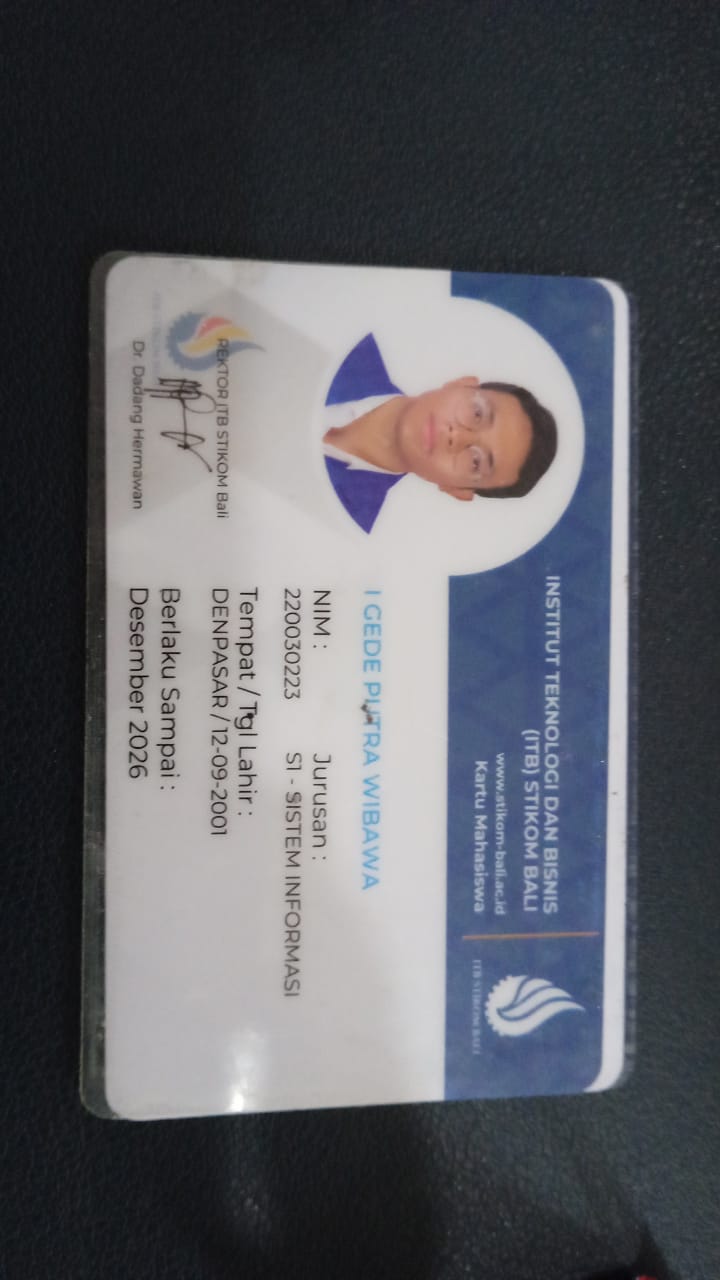 INSTITUT TEKNOLOGI DAN BISNIS
(ITB) STIKOM BALI
www.stikom-bali.ac.id
Kartu Mahasiswa
ITB STIKOM BALI
I GEDE PUTRA WIBAWA
NIM : Jurusan :
220030223 S1 - SISTEM INFORMASI
Tempat / Tgl Lahir :
DENPASAR / 12-09-2001
Berlaku Sampai :
Desember 2026
REKTOR ITB STIKOM Bali
Dr. Dadang Hermawan